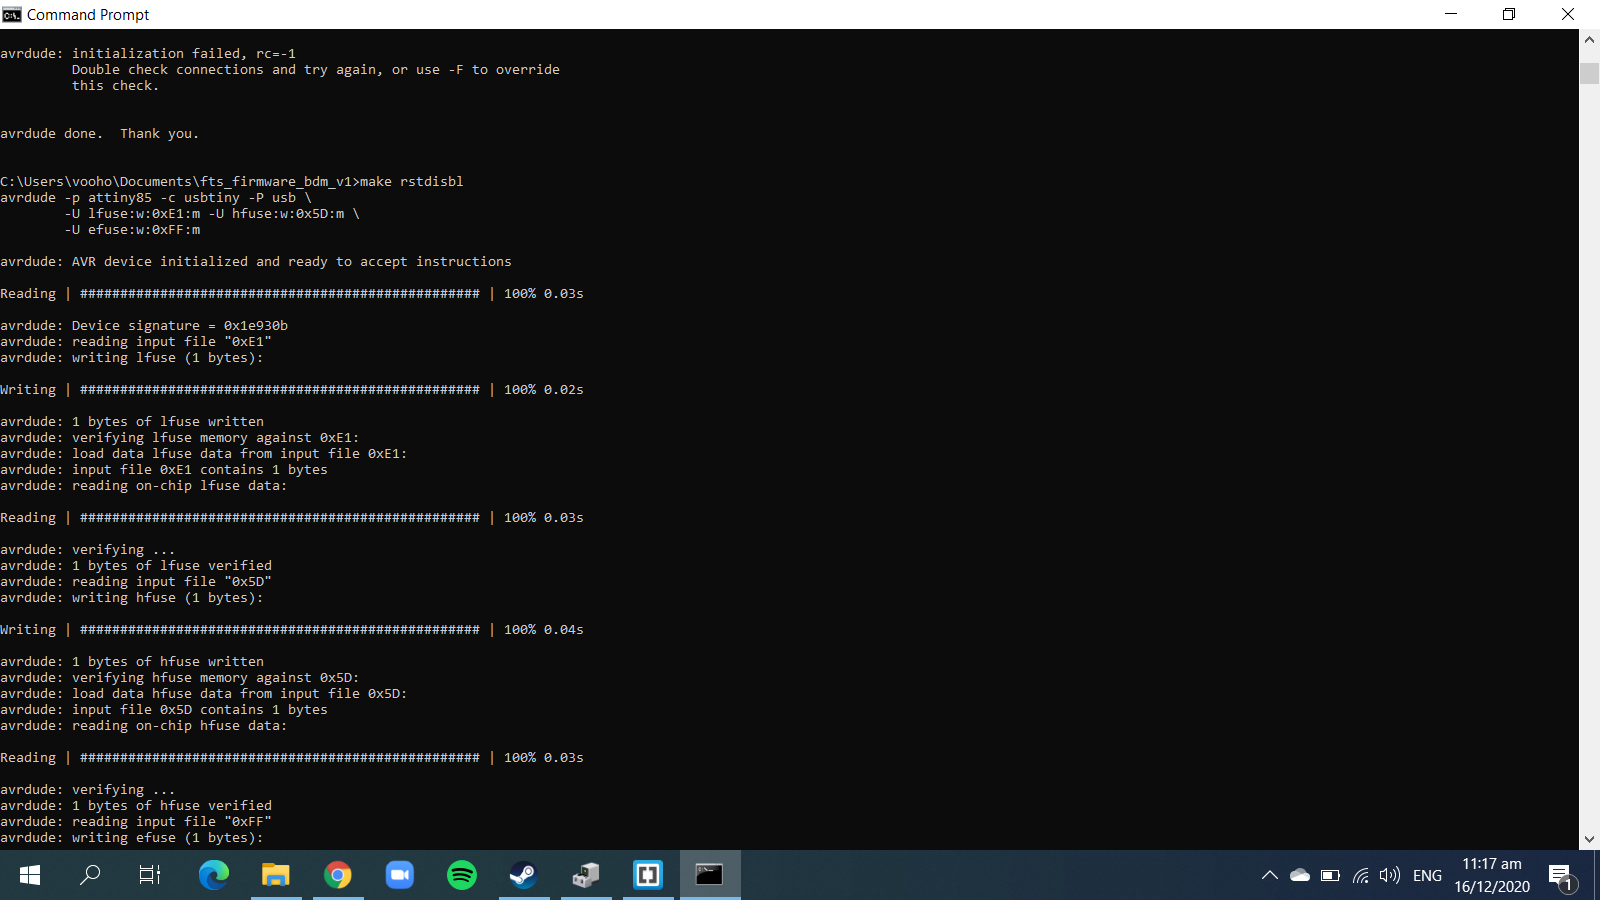 Command Prompt
avrdude: initialization failed, rc=-1
Double check connections and try again, or use -F to override
this check.
avrdude done.  Thank you.
C:\Users\vooho\Documents\fts_firmware_bdm_v1>make rstdisbl
avrdude -p attiny85 -c usbtiny -P usb \
-U lfuse:w:0xE1:m -U hfuse:w:0x5D:m \
-U efuse:w:0xFF:m
avrdude: AVR device initialized and ready to accept instructions
Reading | ################################################## | 100% 0.03s
avrdude: Device signature = 0x1e930b
avrdude: reading input file "0xE1"
avrdude: writing lfuse (1 bytes):
Writing | ################################################## | 100% 0.02s
avrdude: 1 bytes of lfuse written
avrdude: verifying lfuse memory against 0xE1:
avrdude: load data lfuse data from input file 0xE1:
avrdude: input file 0xE1 contains 1 bytes
avrdude: reading on-chip lfuse data:
Reading | ################################################## | 100% 0.03s
avrdude: verifying ...
avrdude: 1 bytes of lfuse verified
avrdude: reading input file "0x5D"
avrdude: writing hfuse (1 bytes):
Writing | ################################################## | 100% 0.04s
avrdude: 1 bytes of hfuse written
avrdude: verifying hfuse memory against 0x5D:
avrdude: load data hfuse data from input file 0x5D:
avrdude: input file 0x5D contains 1 bytes
avrdude: reading on-chip hfuse data:
Reading | ################################################## | 100% 0.03s
avrdude: verifying ...
avrdude: 1 bytes of hfuse verified
avrdude: reading input file "0xFF"
avrdude: writing efuse (1 bytes):
ENG
11:17 am
16/12/2020
1